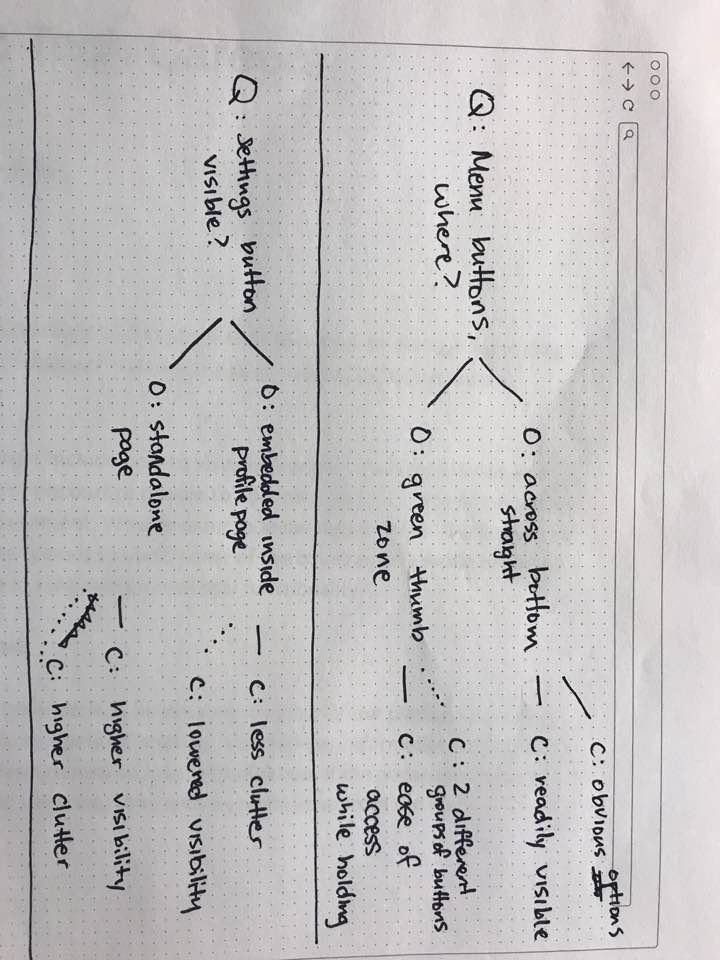 C: obvious options
Q: Menu buttons,
where?
O: across bottom
straight
C: readily visible
O: green thumb
zone
C: 2 different
groups of buttons
C: ease of
access
while holding
Q: settings button
visible?
O: embedded inside
profile page
C: less clutter
C: lowered visibility
O: standalone
page
C: higher visibility
C: higher clutter